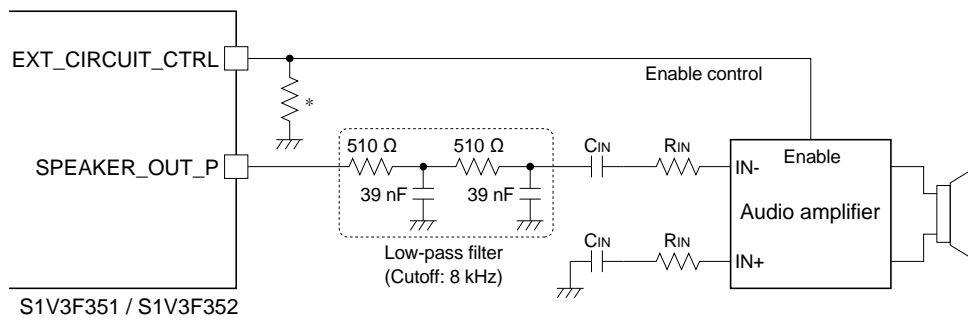 EXT_CIRCUIT_CTRL
Enable control
*
510 Ω
510 Ω
CIN
RIN
SPEAKER_OUT_P
IN-
Enable
39 nF
39 nF
Audio amplifier
Low-pass filter
(Cutoff: 8 kHz)
CIN
RIN
IN+
S1V3F351 / S1V3F352